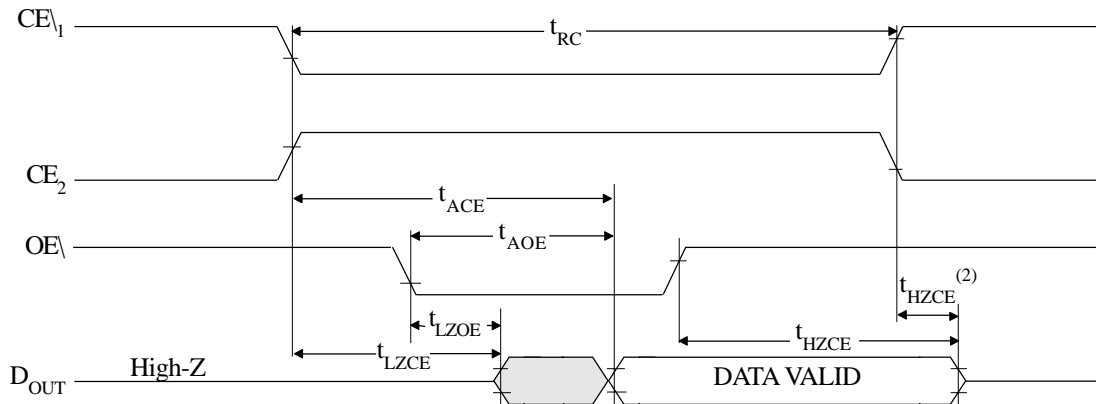 CE\1
tRC
CE2
tACE
OE\
tAOE
tHZCE(2)
tLZOE
tHZCE
tLZCE
DOUT
High-Z
DATA VALID